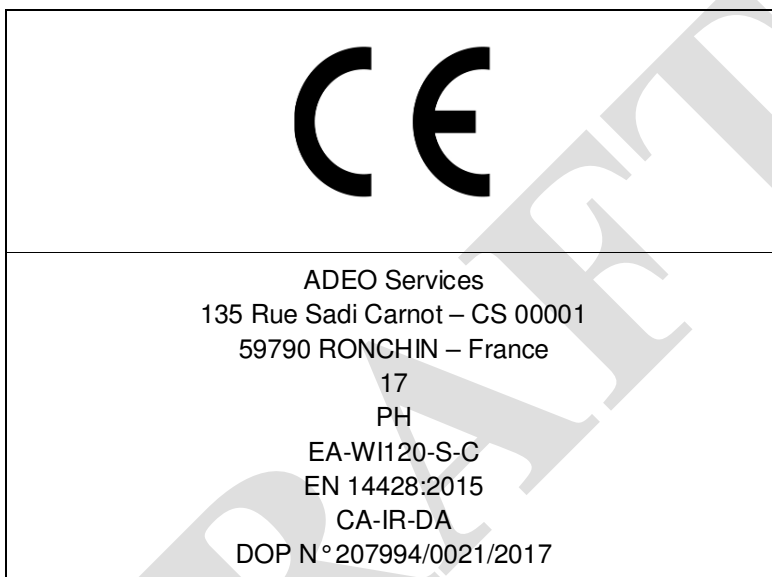 CE
ADEO Services
135 Rue Sadi Carnot – CS 00001
59790 RONCHIN – France
17
PH
EA-WI120-S-C
EN 14428:2015
CA-IR-DA
DOP N° 207994/0021/2017
RAFT